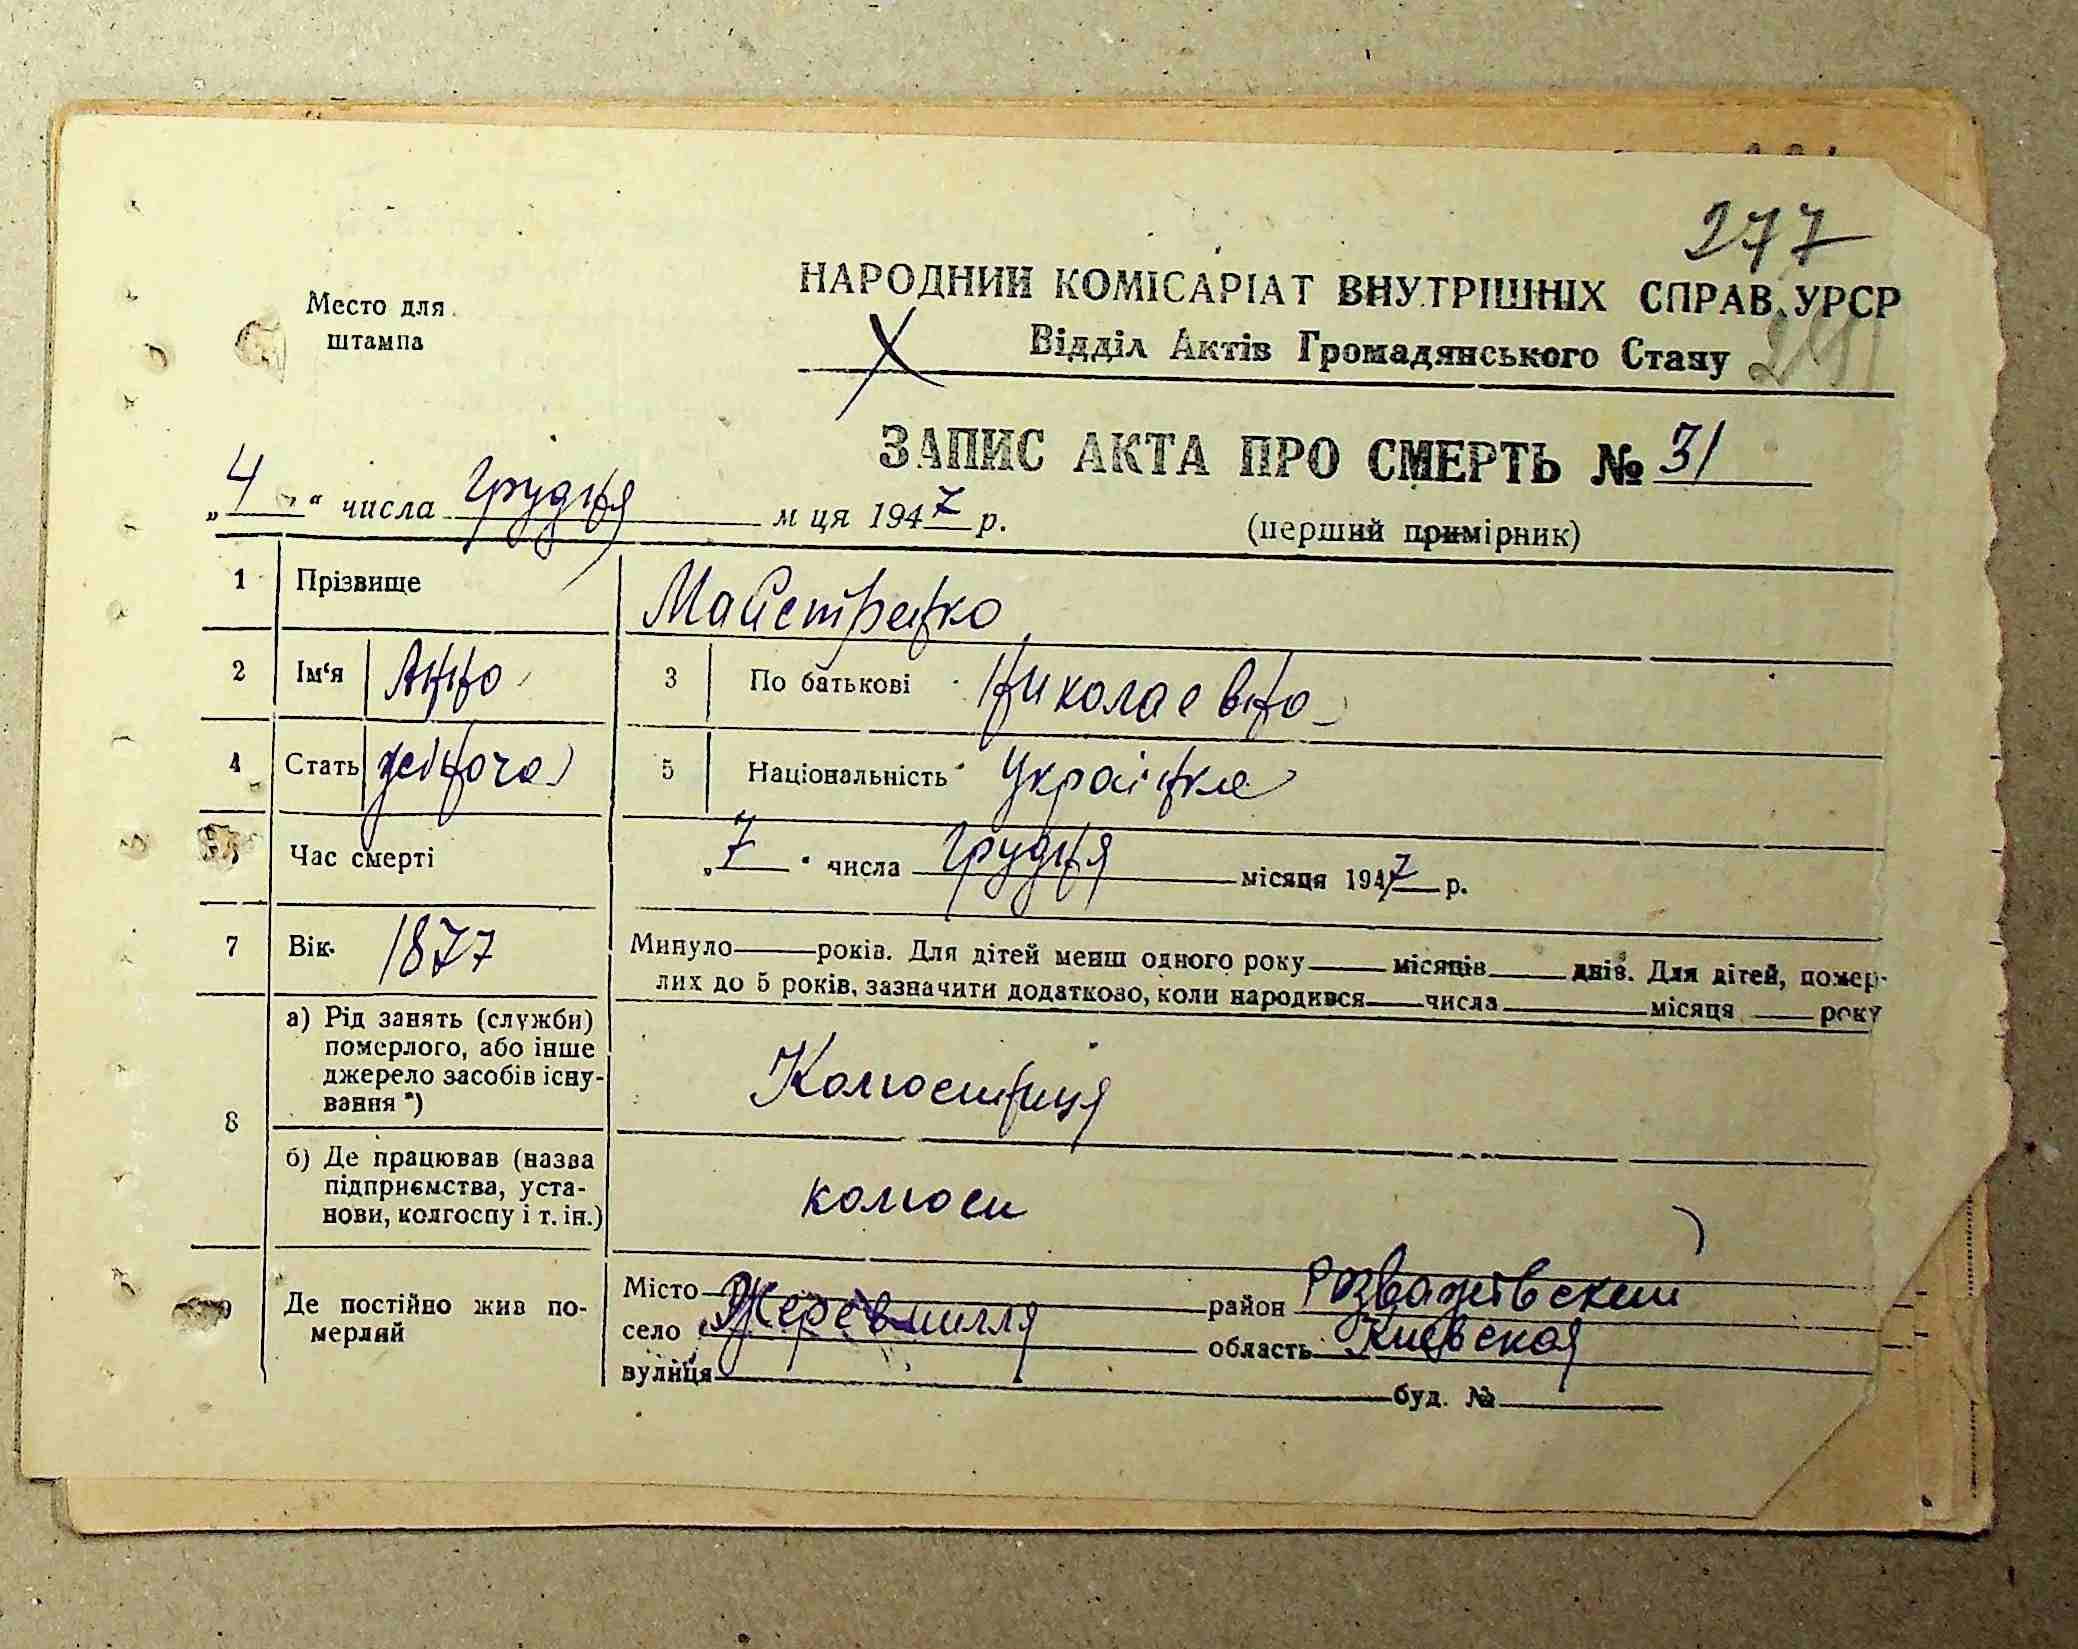 277
Место для
штампа
НАРОДНИЙ КОМІСАРІАТ ВНУТРІШНІХ СПРАВ УРСР
Відділ Актів Громадянського Стану
ЗАПИС АКТА ПРО СМЕРТЬ № 31
„4“ числа грудня м ця 1947 р.
(перший примірник)
1 Прізвище Майстренко
2 Ім'я Анна 3 По батькові Николаевна
4 Стать жіноча 5 Національність Українка
Час смерті „7“ числа грудня місяця 1947 р.
7 Вік 1877 Минуло року років. Для дітей менш одного року місяців днів. Для дітей, помер-
лих до 5 років, зазначити додатково, коли народився числа місяця року
8 а) Рід занять (служби)
померлого, або інше
джерело засобів існу-
вання *)
Колгоспниця
б) Де працював (назва
підприємства, уста-
нови, колгоспу і т. ін.)
колгосп
9 Де постійно жив по-
мерлий
Місто район Розважівский
село область Киевская
вулиця буд. №